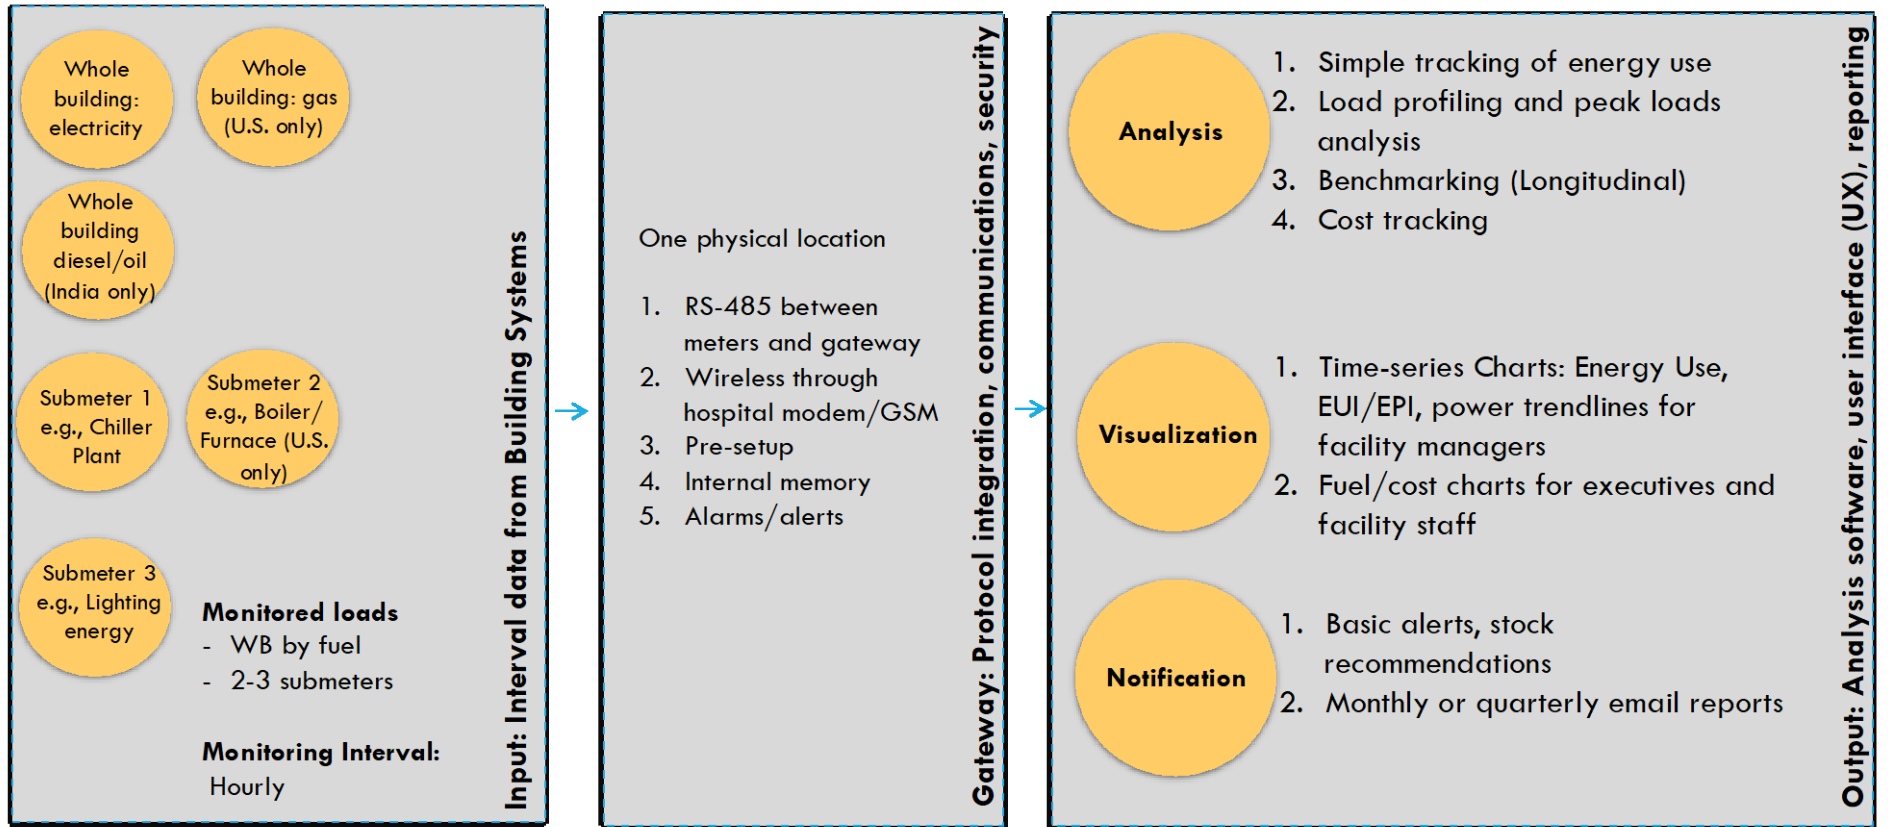 Whole
building:
electricity
Whole
building: gas
(U.S. only)
Whole
building
diesel/oil
(India only)
Submeter 1
e.g., Chiller
Plant
Submeter 2
e.g., Boiler/
Furnace (U.S.
only)
Submeter 3
e.g., Lighting
energy
Monitored loads
- WB by fuel
- 2-3 submeters
Monitoring Interval:
Hourly
Input: Interval data from Building Systems
One physical location
1. RS-485 between
meters and gateway
2. Wireless through
hospital modem/GSM
3. Pre-setup
4. Internal memory
5. Alarms/alerts
Gateway: Protocol integration, communications, security
Analysis
1. Simple tracking of energy use
2. Load profiling and peak loads
analysis
3. Benchmarking (Longitudinal)
4. Cost tracking
Visualization
1. Time-series Charts: Energy Use,
EUI/EPI, power trendlines for
facility managers
2. Fuel/cost charts for executives and
facility staff
Notification
1. Basic alerts, stock
recommendations
2. Monthly or quarterly email reports
Output: Analysis software, user interface (UX), reporting